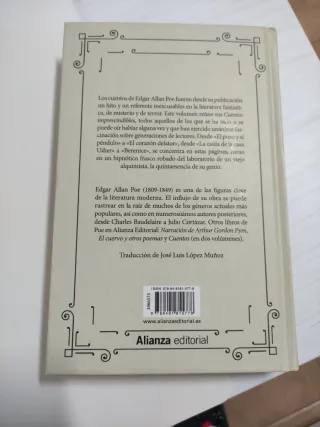 Los cuentos de Edgar Allan Poe fueron desde su publicación
un hito y un referente inexcusables en la literatura fantásti-
ca, de misterio y de terror. Este volumen reúne sus Cuentos
imprescindibles, todos aquellos de los que se ha oído o se
puede oír hablar alguna vez y que han ejercido unánime fas-
cinación sobre generaciones de lectores. Desde «El pozo y el
péndulo» a «El corazón delator», desde «La caída de la casa
Usher» a «Berenice», se concentra en estas páginas, como
en un hipnótico frasco robado del laboratorio de un viejo
alquimista, la quintaesencia de su genio.
Edgar Allan Poe (1809-1849) es una de las figuras clave
de la literatura moderna. El influjo de su obra se puede
rastrear en la raíz de muchos de los géneros actuales más
populares, así como en numerosísimos autores posteriores,
desde Charles Baudelaire a Julio Cortázar. Otros libros de
Poe en Alianza Editorial: Narración de Arthur Gordon Pym,
El cuervo y otros poemas y Cuentos (en dos volúmenes).
Traducción de José Luis López Muñoz
ISBN
www.alianzaeditorial.es
Alianza editorial